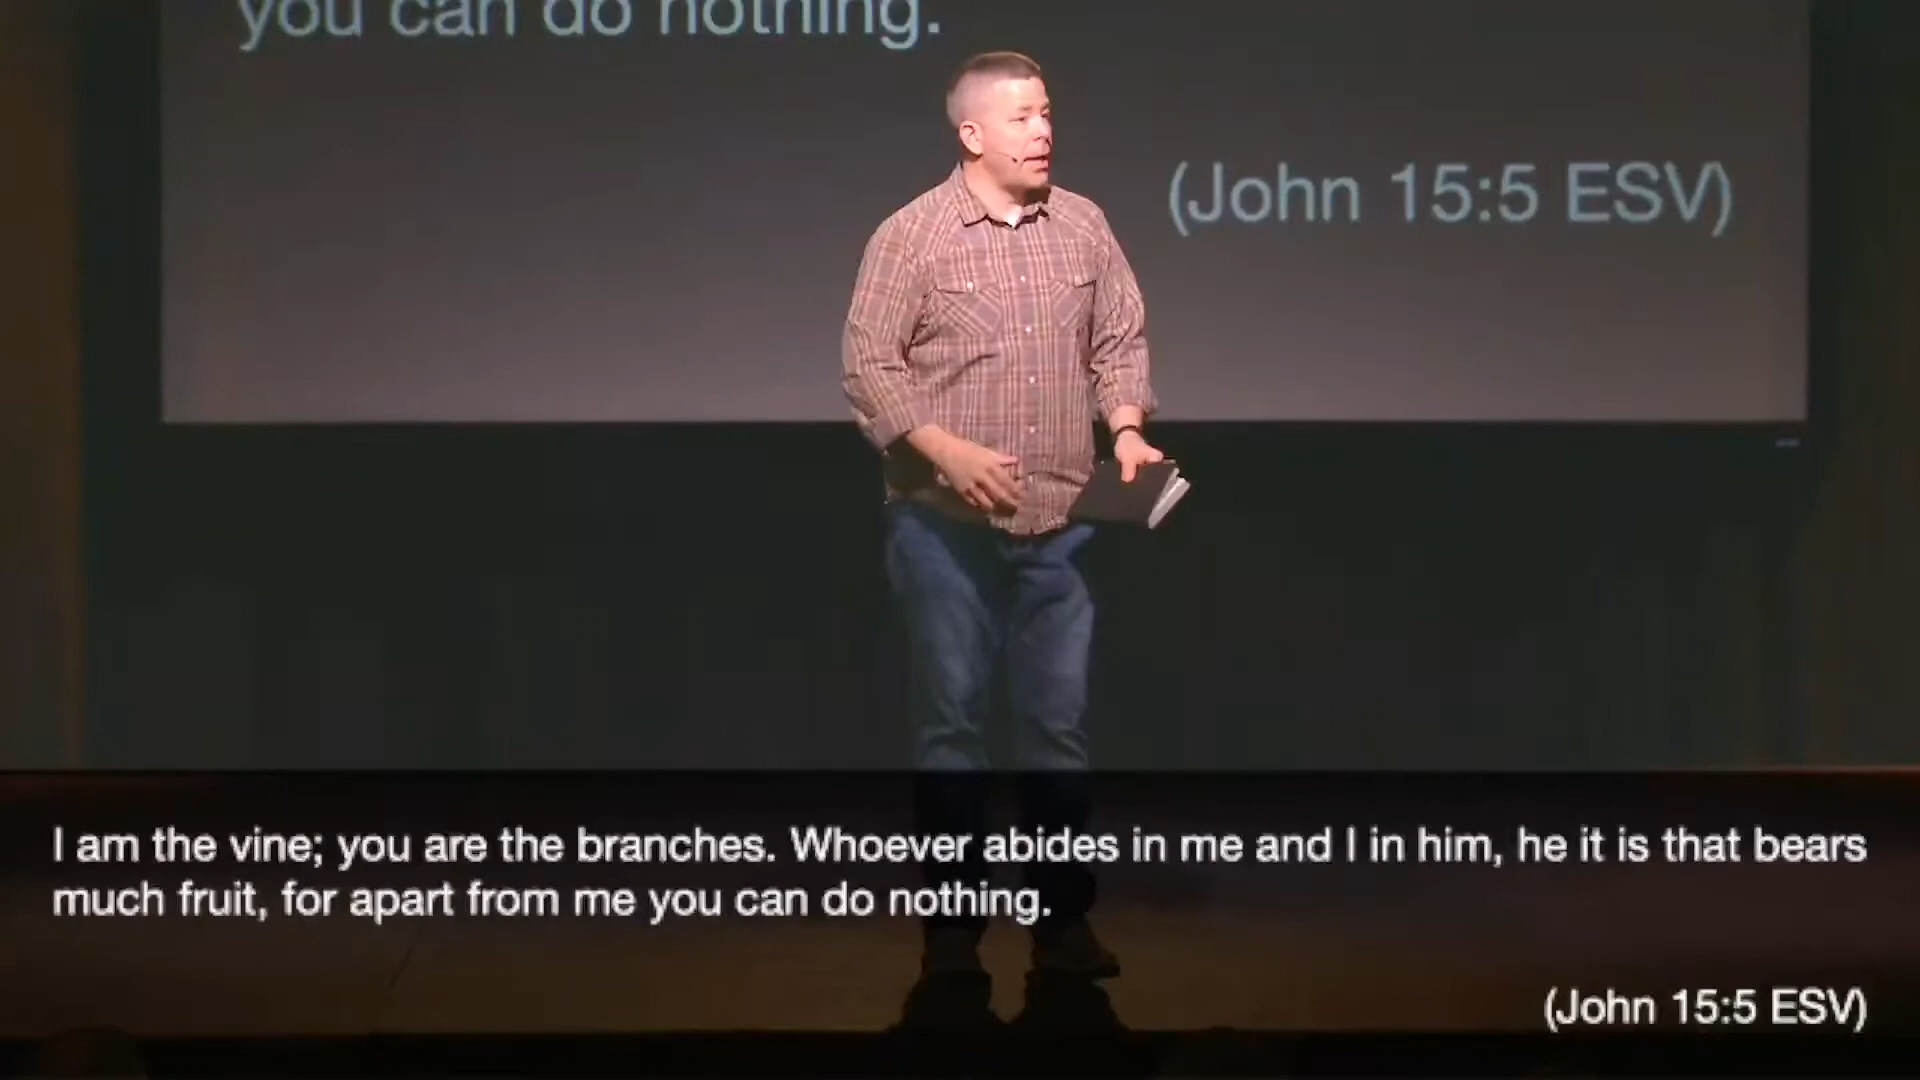 you can do nothing.
(John 15:5 ESV)
I am the vine; you are the branches. Whoever abides in me and I in him, he it is that bears
much fruit, for apart from me you can do nothing.
(John 15:5 ESV)